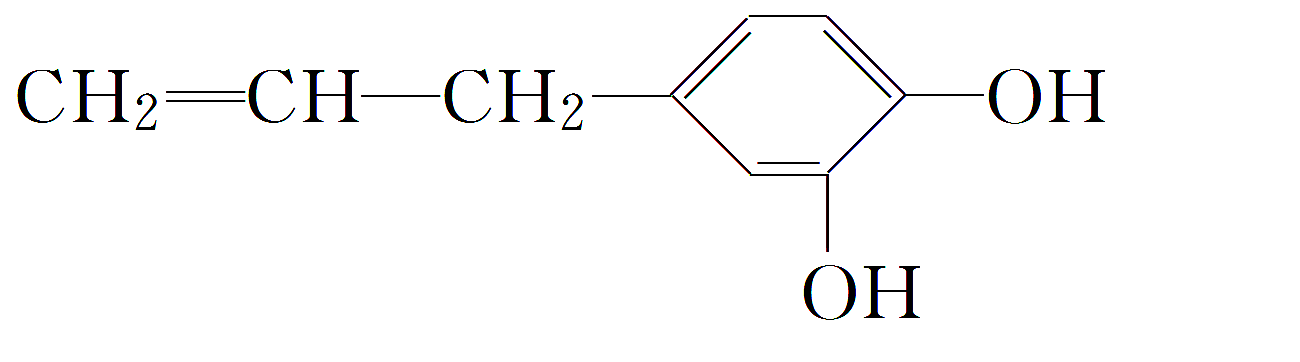 CH₂=CH—CH₂ OH
OH